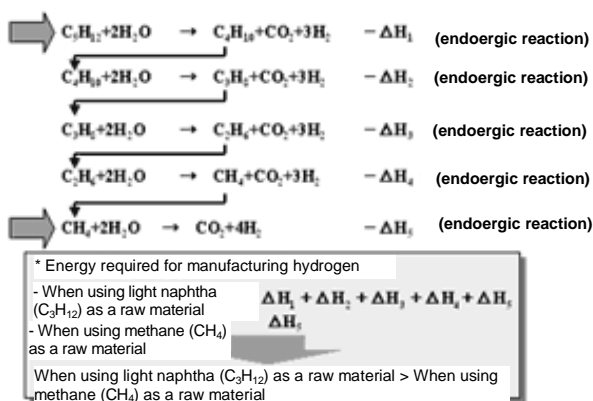 C₅H₁₂+2H₂O → C₄H₁₀+CO₂+3H₂ −ΔH₁ (endoergic reaction)
C₄H₁₀+2H₂O → C₃H₈+CO₂+3H₂ −ΔH₂ (endoergic reaction)
C₃H₈+2H₂O → C₂H₆+CO₂+3H₂ −ΔH₃ (endoergic reaction)
C₂H₆+2H₂O → CH₄+CO₂+3H₂ −ΔH₄ (endoergic reaction)
CH₄+2H₂O → CO₂+4H₂ −ΔH₅ (endoergic reaction)
* Energy required for manufacturing hydrogen
- When using light naphtha
(C₃H₁₂) as a raw material ΔH₁+ΔH₂+ΔH₃+ΔH₄+ΔH₅
- When using methane (CH₄) ΔH₅
as a raw material
When using light naphtha (C₃H₁₂) as a raw material > When using
methane (CH₄) as a raw material